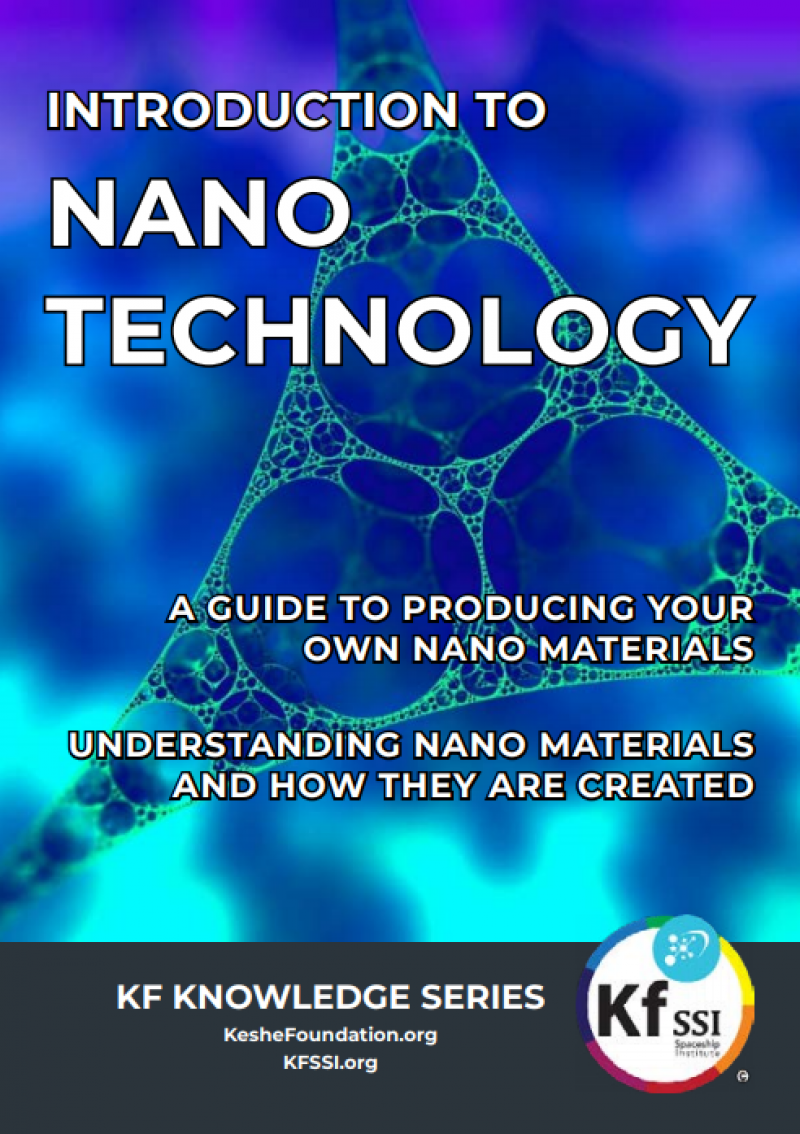 INTRODUCTION TO
NANO
TECHNOLOGY
A GUIDE TO PRODUCING YOUR
OWN NANO MATERIALS
UNDERSTANDING NANO MATERIALS
AND HOW THEY ARE CREATED
KF KNOWLEDGE SERIES
KesheFoundation.org
KFSSI.org
Kf SSI
Spaceship
Institute